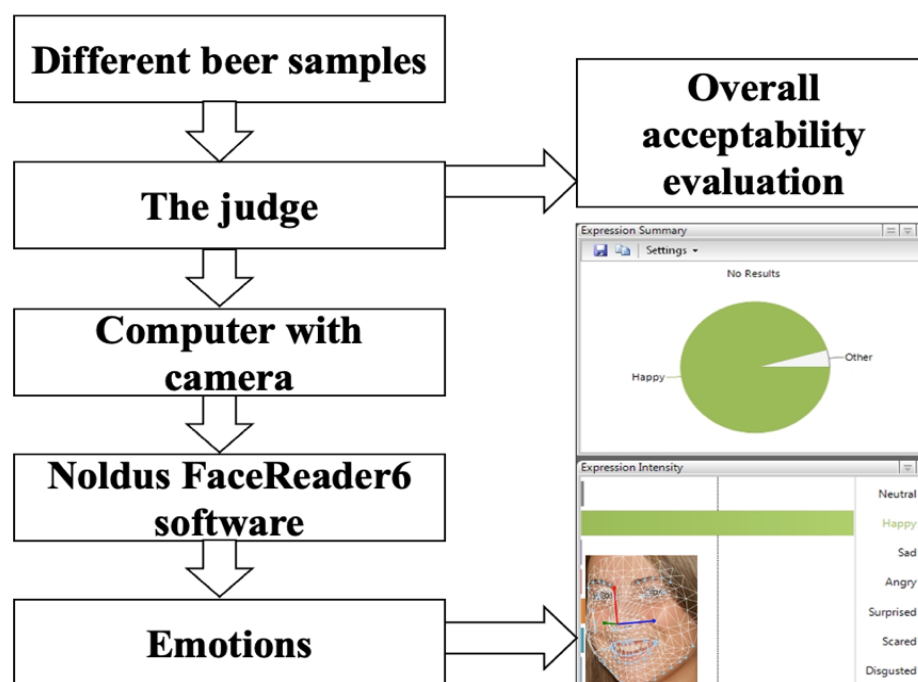 Different beer samples
The judge
Computer with
camera
Noldus FaceReader6
software
Emotions
Overall
acceptability
evaluation
Expression Summary
Settings
No Results
Happy
Other
Expression Intensity
Neutral
Happy
Sad
Angry
Surprised
Scared
Disgusted